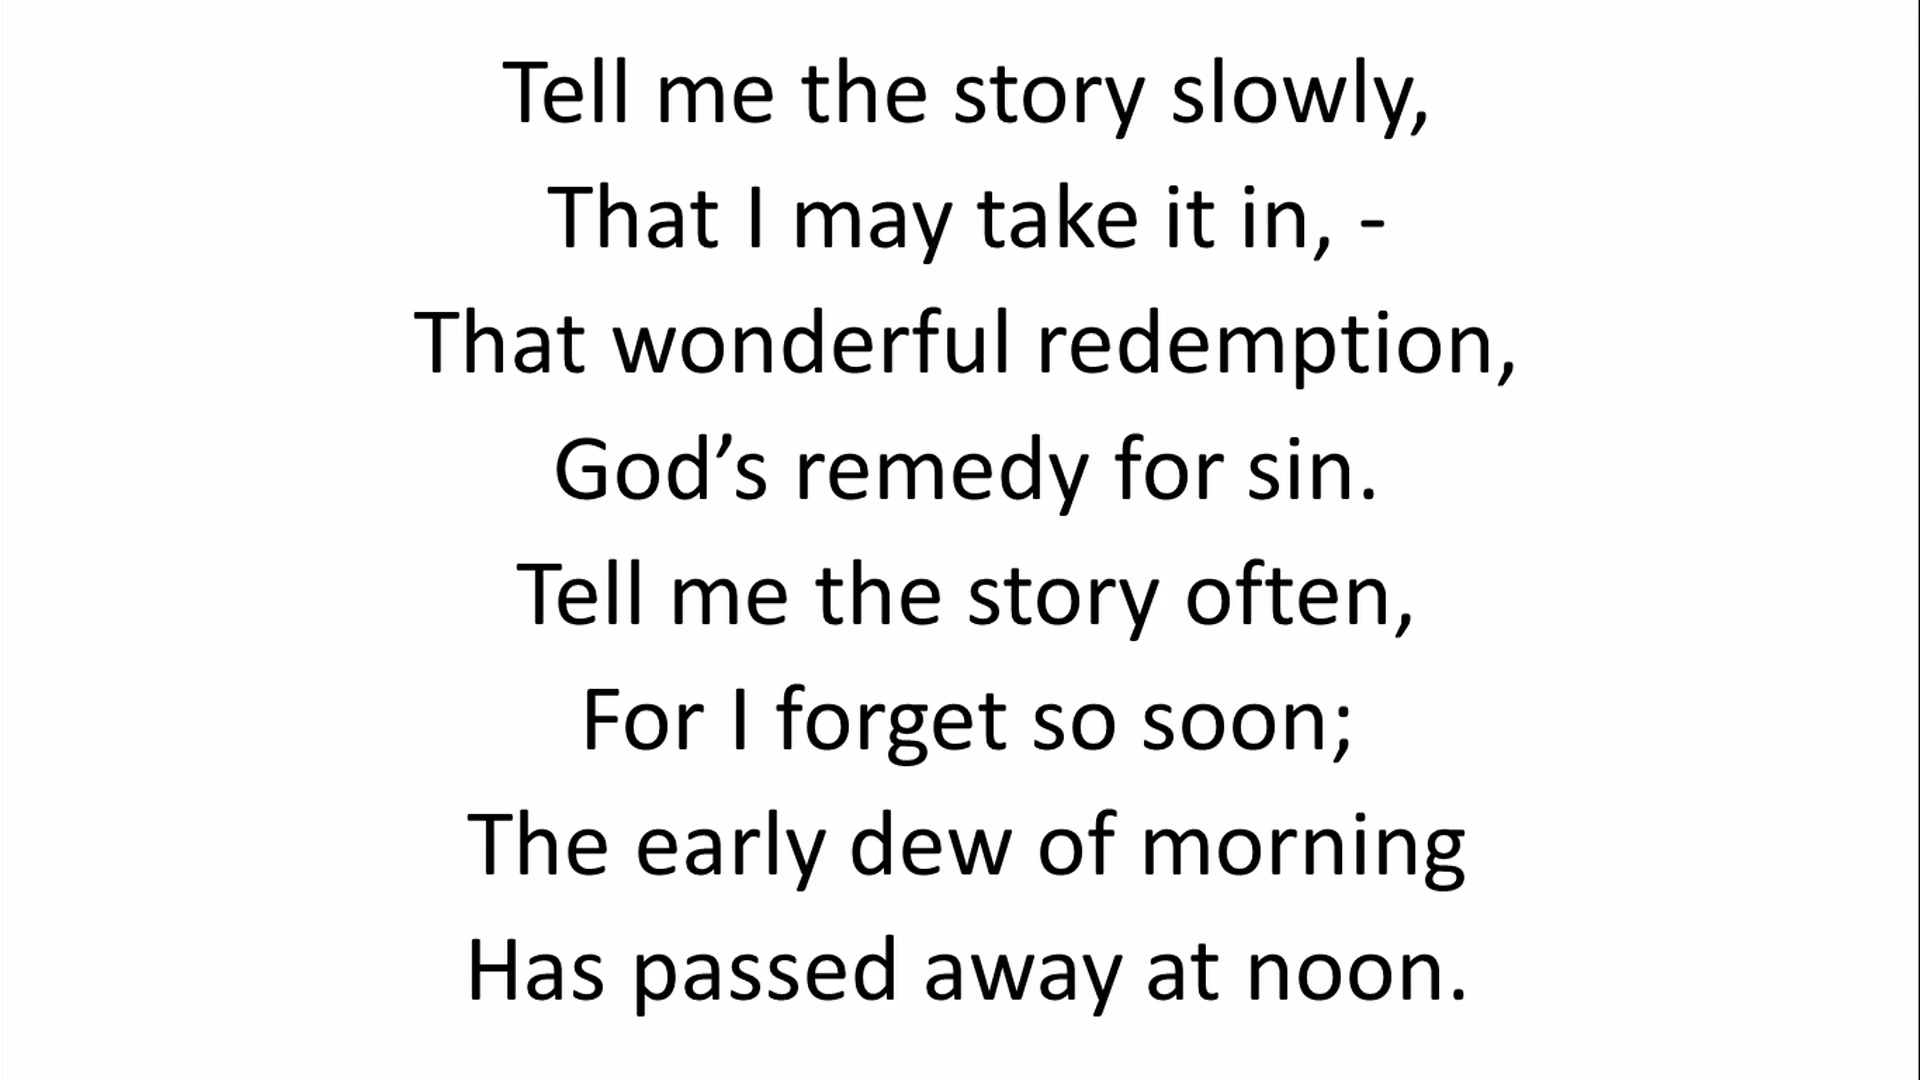 Tell me the story slowly,
That I may take it in, -
That wonderful redemption,
God’s remedy for sin.
Tell me the story often,
For I forget so soon;
The early dew of morning
Has passed away at noon.